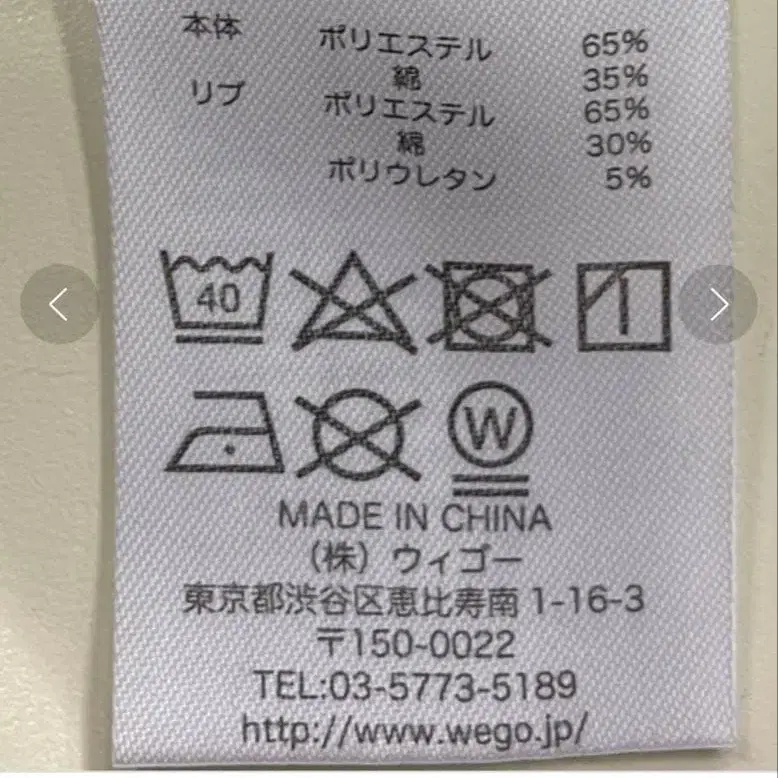 本体 ポリエステル 65%
綿 35%
リブ ポリエステル 65%
綿 30%
ポリウレタン 5%
40
W
MADE IN CHINA
(株)ウィゴー
東京都渋谷区恵比寿南1-16-3
〒150-0022
TEL:03-5773-5189
http://www.wego.jp/